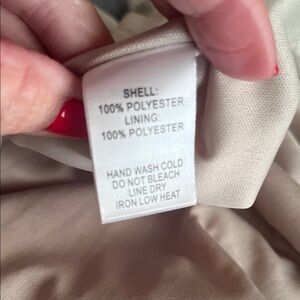 SHELL:
100% POLYESTER
LINING:
100% POLYESTER
HAND WASH COLD
DO NOT BLEACH
LINE DRY
IRON LOW HEAT